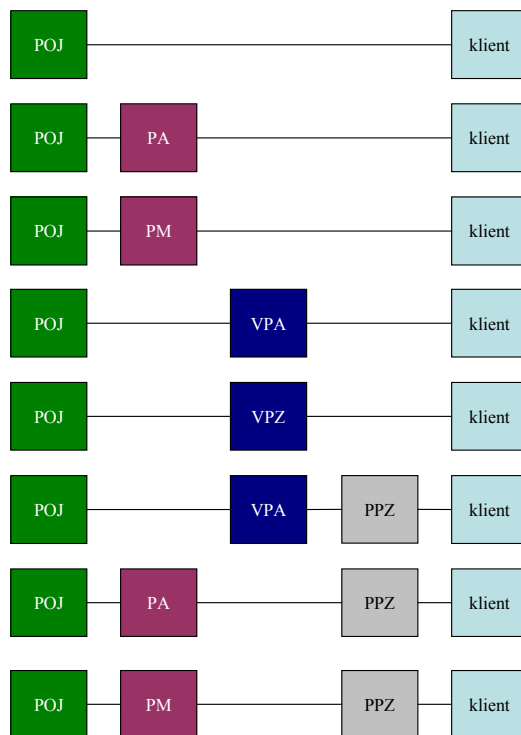 POJ klient
POJ PA klient
POJ PM klient
POJ VPA klient
POJ VPZ klient
POJ VPA PPZ klient
POJ PA PPZ klient
POJ PM PPZ klient